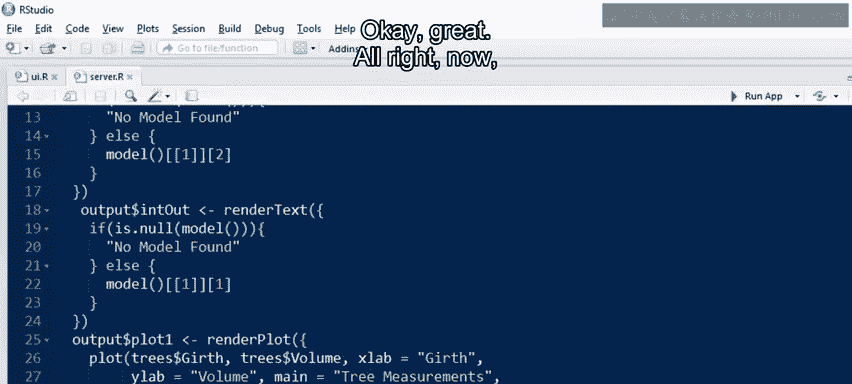 RStudio
File Edit Code View Plots Session Build Debug Tools Help
Okay, great.
All right, now,
Go to file/function
Addins
ui.R
server.R
Run App
13 "No Model Found"
14 } else {
15 model()[[1]][2]
16 }
17 })
18 output$intOut <- renderText({
19 if(is.null(model())){
20 "No Model Found"
21 } else {
22 model()[[1]][1]
23 }
24 })
25 output$plot1 <- renderPlot({
26 plot(trees$Girth, trees$Volume, xlab = "Girth",
27 ylab = "Volume", main = "Tree Measurements",